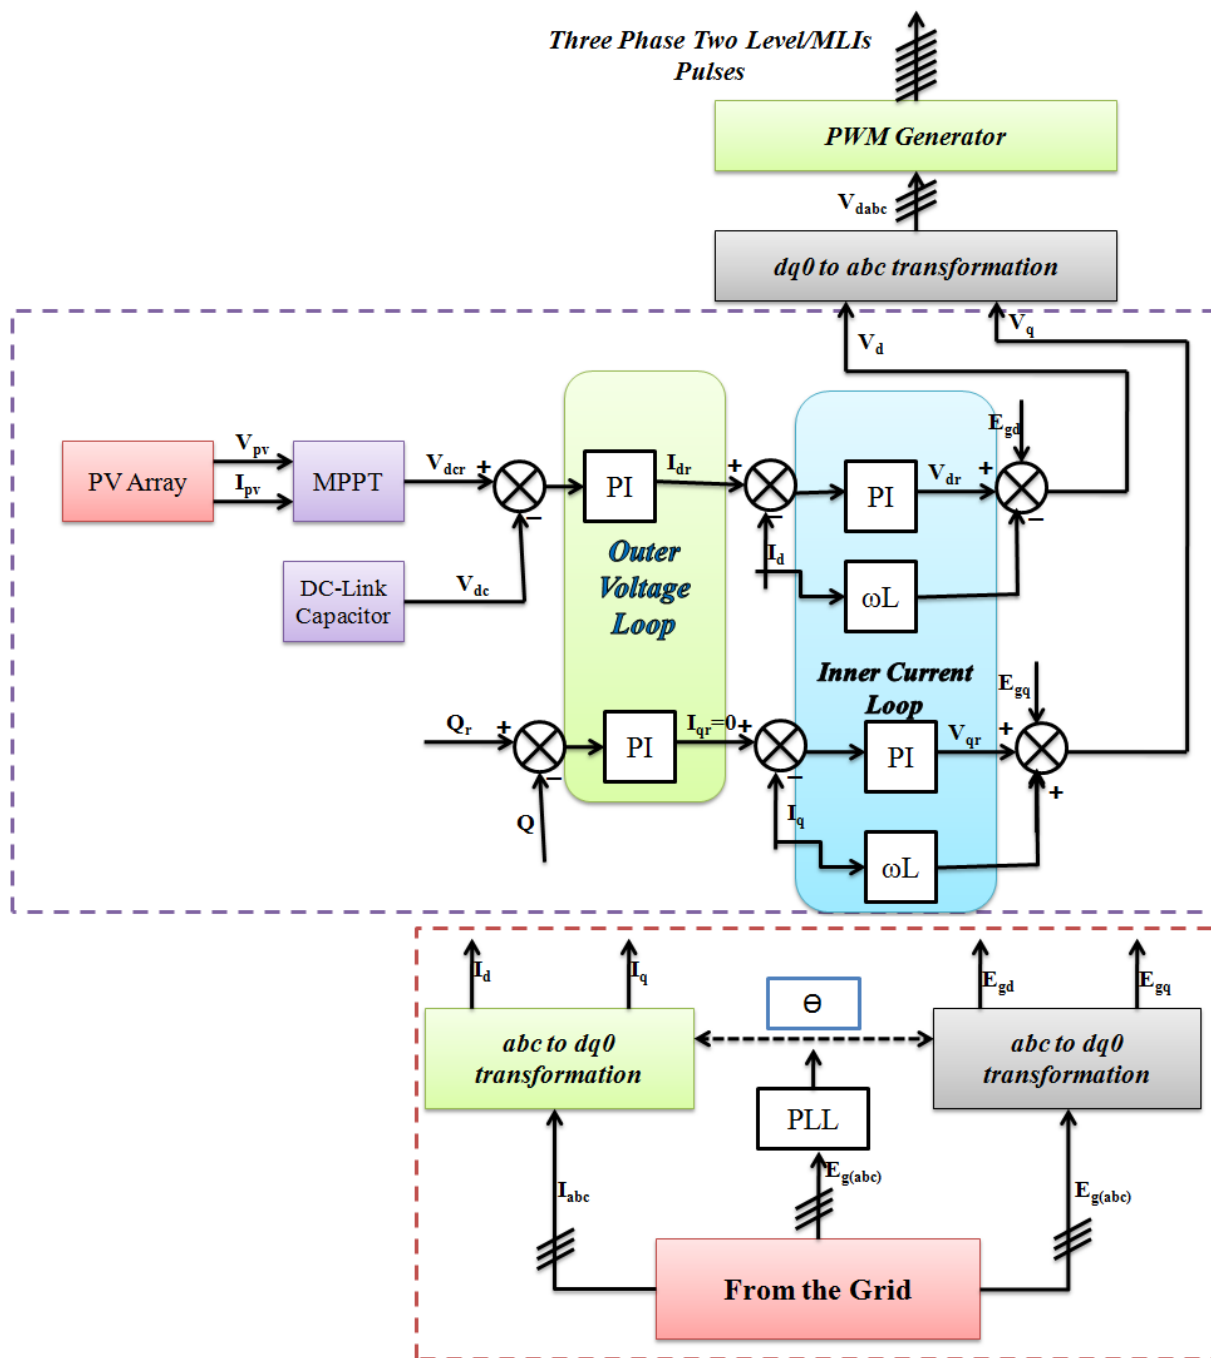 Three Phase Two Level/MLIs
Pulses
PWM Generator
Vdabc
dq0 to abc transformation
Vd
Vq
PV Array
Vpv
Ipv
MPPT
Vdcr
+
−
PI
Idr
+
−
PI
Vdr
+
Egd
−
Id
ωL
DC-Link
Capacitor
Vdc
Outer
Voltage
Loop
Inner Current
Loop
Qr
+
−
Q
PI
Iqr=0
+
−
PI
Vqr
+
Egq
+
Iq
ωL
Id
Iq
Egd
Egq
Θ
abc to dq0
transformation
abc to dq0
transformation
PLL
Iabc
Eg(abc)
Eg(abc)
From the Grid